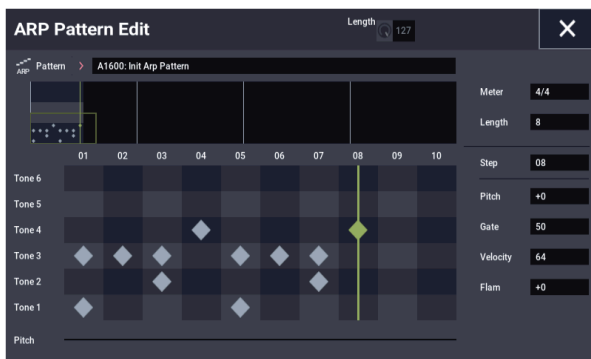 ARP Pattern Edit
Length
127
ARP
Pattern
A1600: Init Arp Pattern
Meter 4/4
Length 8
01 02 03 04 05 06 07 08 09 10
Step 08
Tone 6
Tone 5
Pitch +0
Tone 4
Gate 50
Tone 3
Velocity 64
Tone 2
Flam +0
Tone 1
Pitch